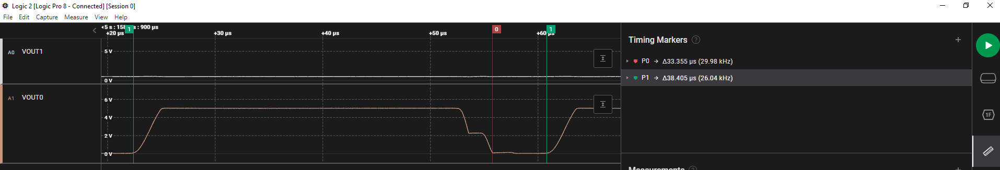 Logic 2 [Logic Pro 8 - Connected] [Session 0]
File Edit Capture Measure View Help
5 s : 158 s : 900 µs
1 0 1
+20 µs +30 µs +40 µs +50 µs +60 µs
A0 VOUT1
5 V
0 V
A1 VOUT0
6 V
4 V
2 V
0 V
Timing Markers ? +
P0 → Δ33.355 µs (29.98 kHz)
P1 → Δ38.405 µs (26.04 kHz)
Measurements ? +
1F